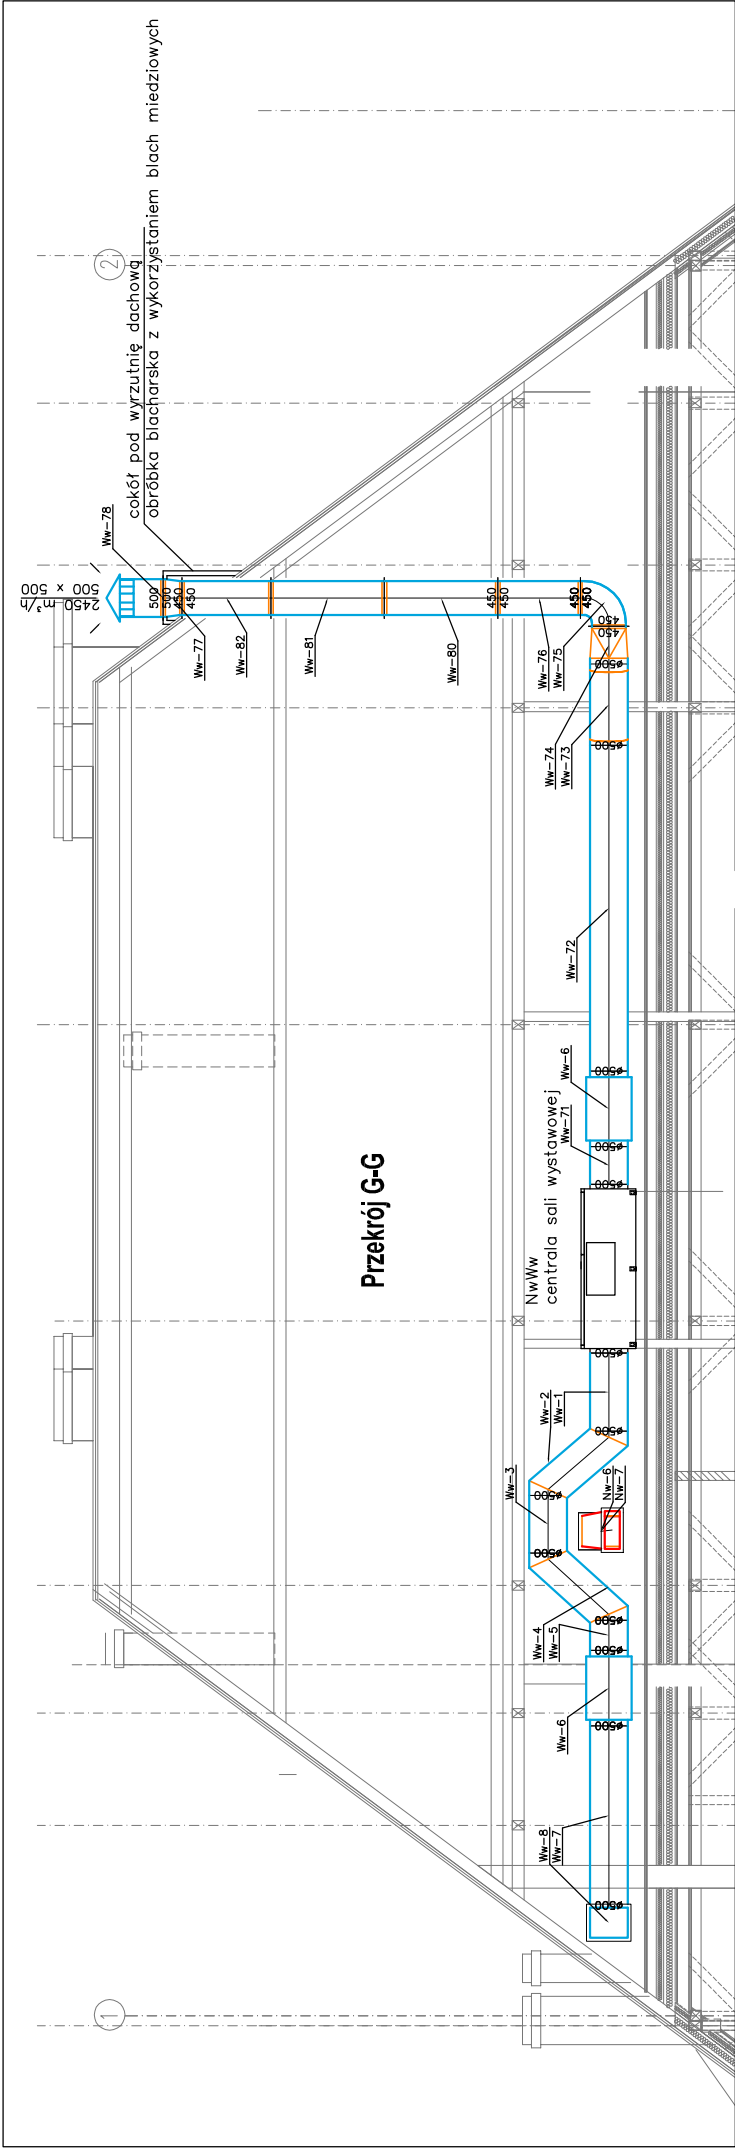 2
cokół pod wyrzutnię dachową
obróbka blacharska z wykorzystaniem blach miedziowych
Ww-78
2450 m³/h
500 x 500
500
500
450
450
Ww-77
Ww-82
Ww-81
Ww-80
450
450
Ww-76
Ww-75
450
450
450
450
ø500
Ww-74
Ww-73
ø500
Ww-72
ø500
Ww-6
Ww-71
ø500
ø500
NwWw
centrala sali wystawowej
Przekrój G-G
ø500
Ww-2
Ww-1
ø500
Ww-3
ø500
ø500
Nw-6
Nw-7
Ww-4
Ww-5
ø500
ø500
Ww-6
ø500
Ww-8
Ww-7
ø500
1